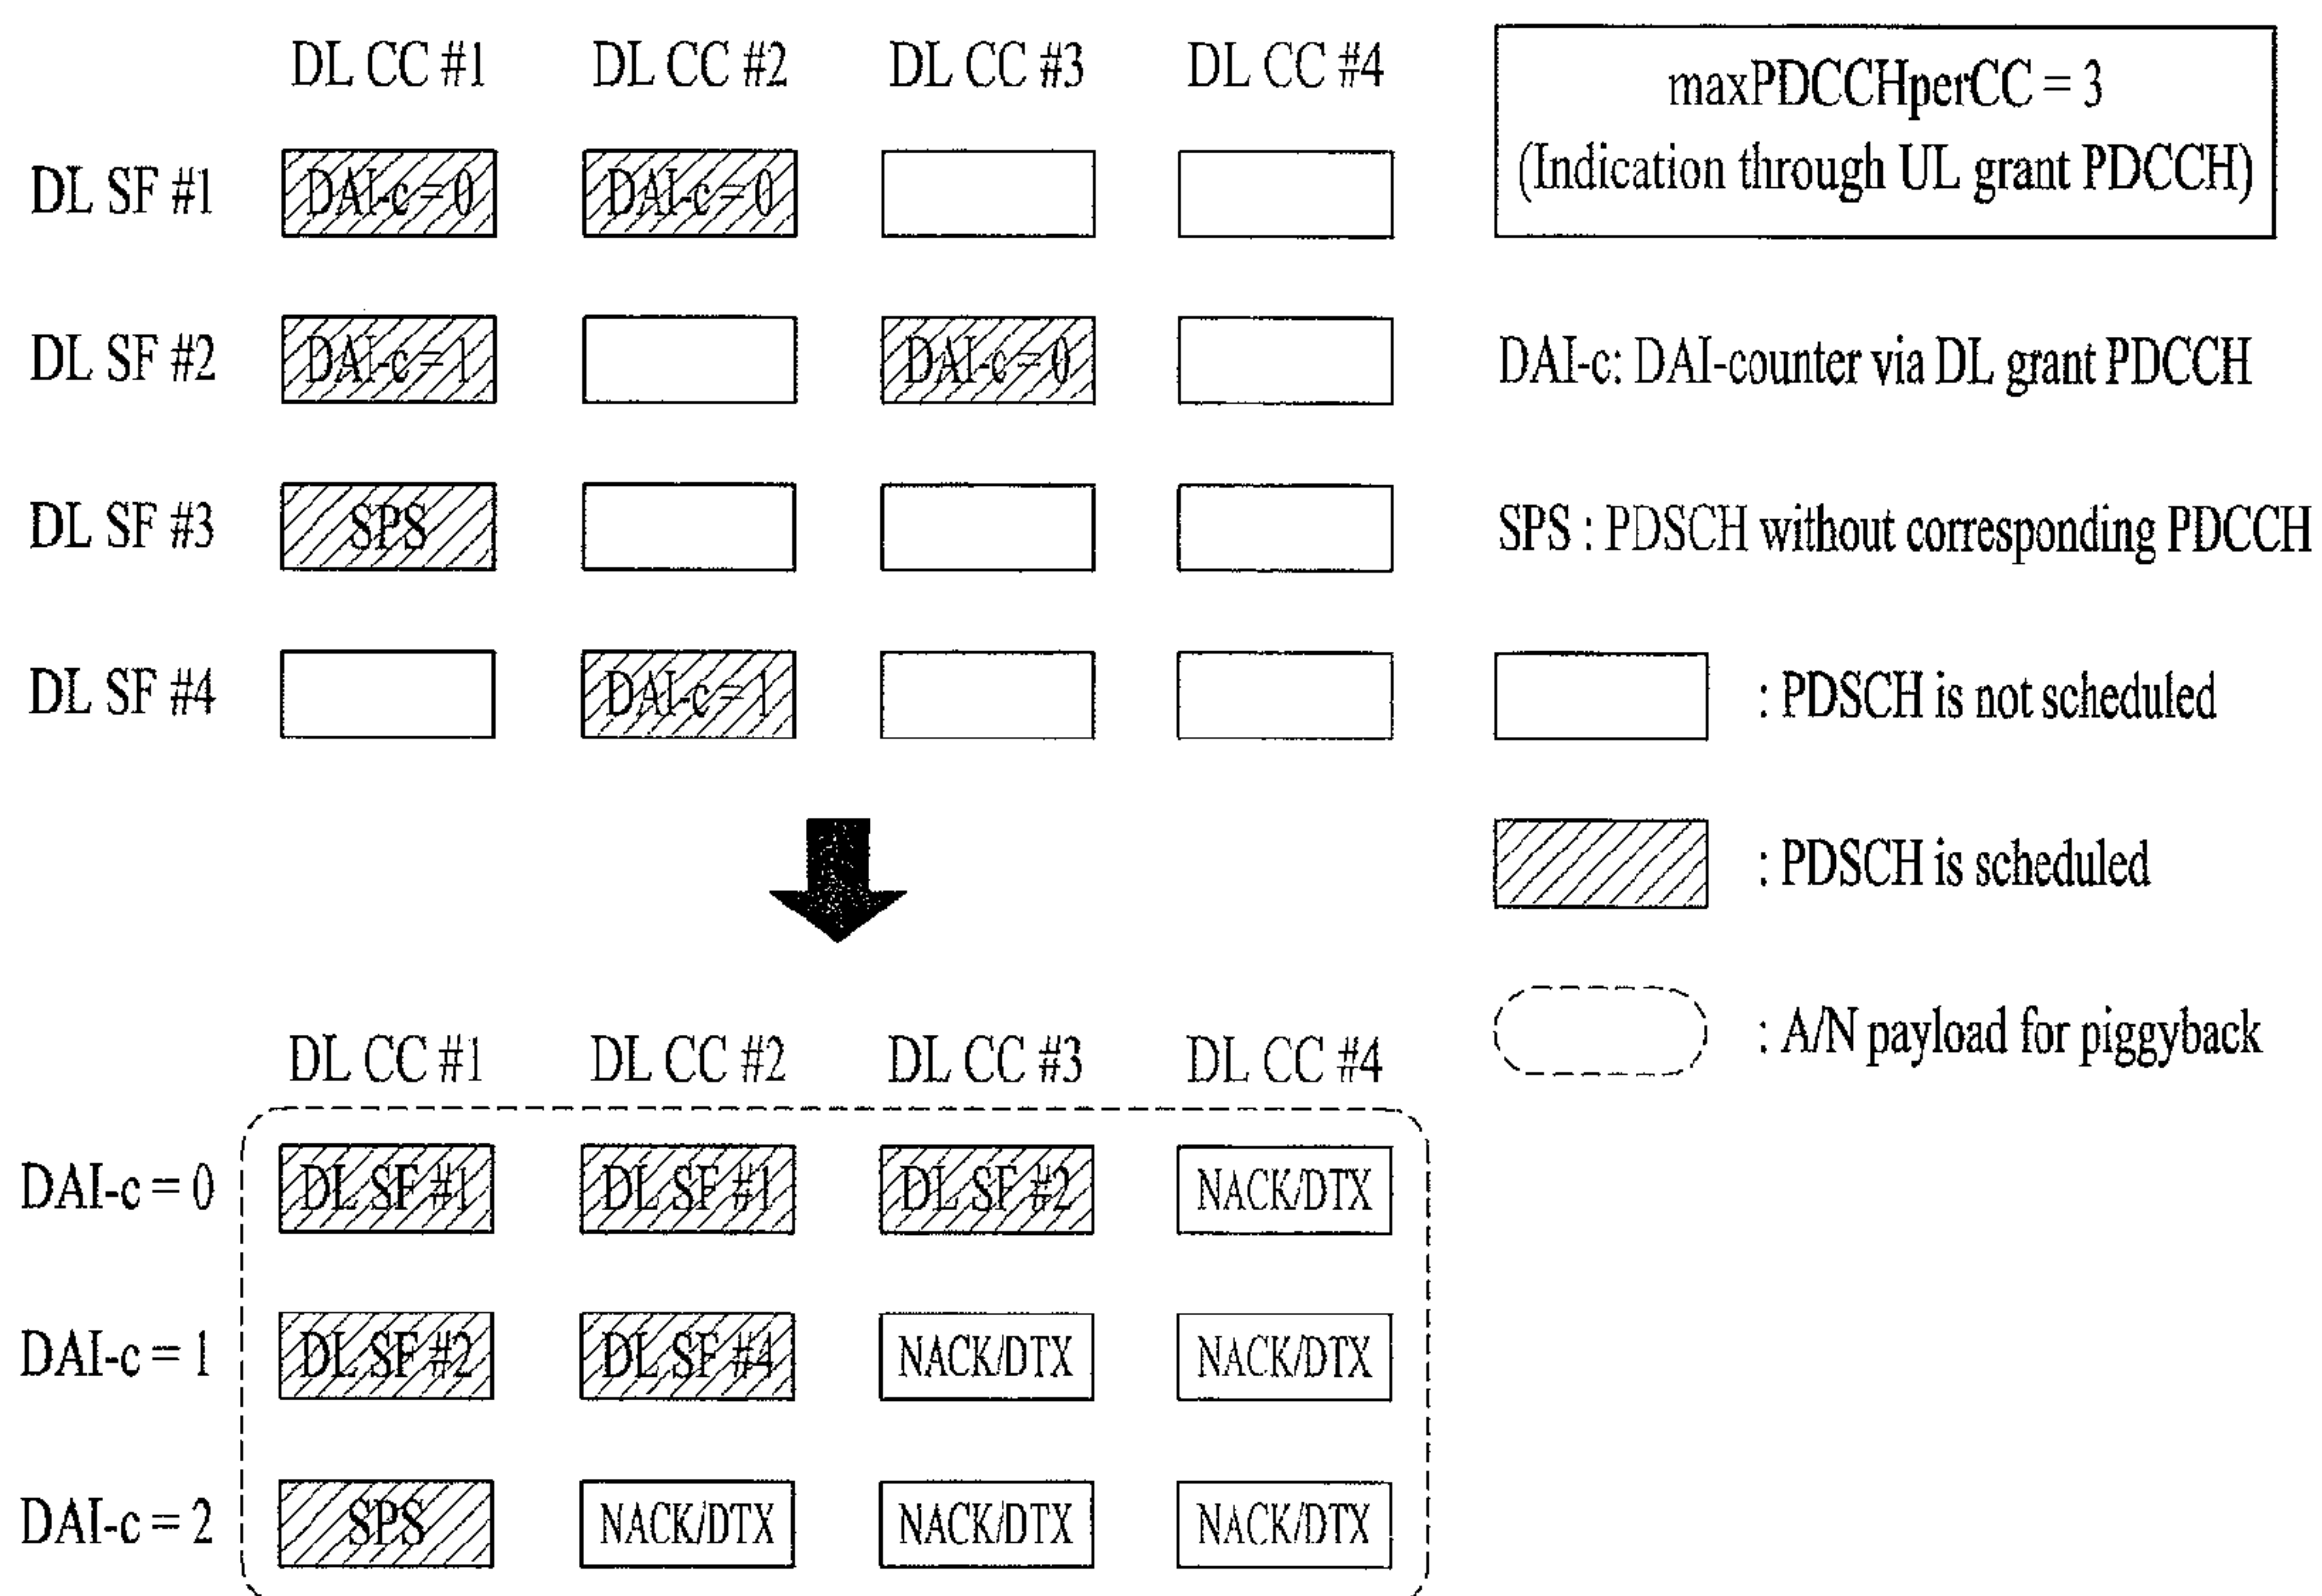 DL CC #1 DL CC #2 DL CC #3 DL CC #4
maxPDCCHperCC = 3
(Indication through UL grant PDCCH)
DL SF #1 DAI-c = 0 DAI-c = 0
DL SF #2 DAI-c = 1 DAI-c = 0
DAI-c: DAI-counter via DL grant PDCCH
DL SF #3 SPS
SPS : PDSCH without corresponding PDCCH
DL SF #4 DAI-c = 1
: PDSCH is not scheduled
: PDSCH is scheduled
: A/N payload for piggyback
DL CC #1 DL CC #2 DL CC #3 DL CC #4
DAI-c = 0 DL SF #1 DL SF #1 DL SF #2 NACK/DTX
DAI-c = 1 DL SF #2 DL SF #4 NACK/DTX NACK/DTX
DAI-c = 2 SPS NACK/DTX NACK/DTX NACK/DTX